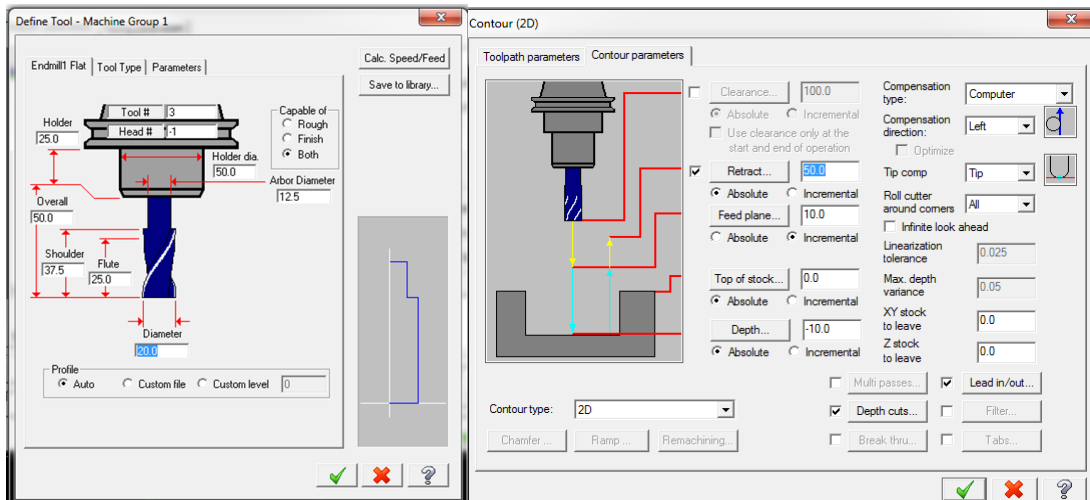 Define Tool - Machine Group 1
Endmill1 Flat Tool Type Parameters
Calc. Speed/Feed
Save to library...
Tool # 3
Head # -1
Capable of
Rough
Finish
Both
Holder
25.0
Holder dia.
50.0
Arbor Diameter
12.5
Overall
50.0
Shoulder
37.5
Flute
25.0
Diameter
20.0
Profile
Auto Custom file Custom level 0
Contour (2D)
Toolpath parameters Contour parameters
Clearance... 100.0
Absolute Incremental
Use clearance only at the
start and end of operation
Retract... 50.0
Absolute Incremental
Feed plane... 10.0
Absolute Incremental
Top of stock... 0.0
Absolute Incremental
Depth... -10.0
Absolute Incremental
Compensation
type: Computer
Compensation
direction: Left
Optimize
Tip comp Tip
Roll cutter
around corners All
Infinite look ahead
Linearization
tolerance 0.025
Max. depth
variance 0.05
XY stock
to leave 0.0
Z stock
to leave 0.0
Contour type: 2D
Chamfer ... Ramp ... Remachining...
Multi passes... Lead in/out...
Depth cuts... Filter...
Break thru... Tabs...